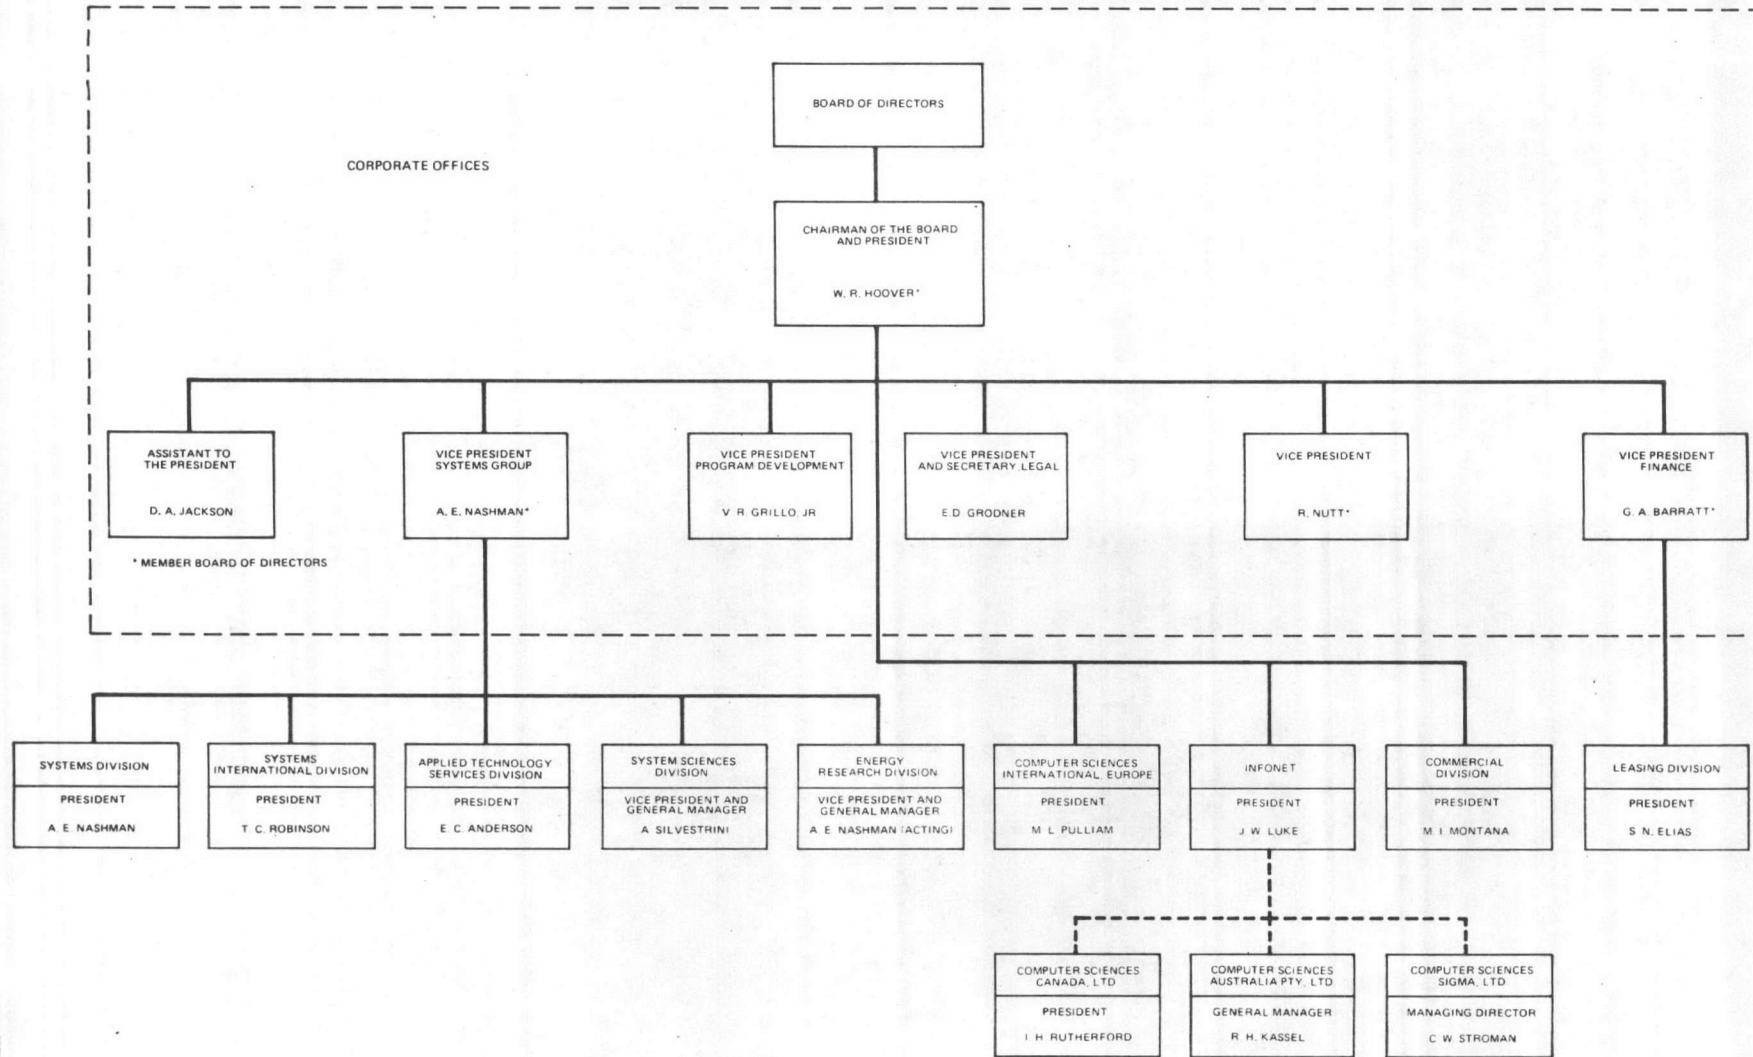 BOARD OF DIRECTORS
CORPORATE OFFICES
CHAIRMAN OF THE BOARD
AND PRESIDENT
W. R. HOOVER*
ASSISTANT TO
THE PRESIDENT
D. A. JACKSON
VICE PRESIDENT
SYSTEMS GROUP
A. E. NASHMAN*
VICE PRESIDENT
PROGRAM DEVELOPMENT
V. R. GRILLO, JR
VICE PRESIDENT
AND SECRETARY, LEGAL
E.D. GRODNER
VICE PRESIDENT
R. NUTT*
VICE PRESIDENT
FINANCE
G. A. BARRATT*
* MEMBER BOARD OF DIRECTORS
SYSTEMS DIVISION
PRESIDENT
A. E. NASHMAN
SYSTEMS
INTERNATIONAL DIVISION
PRESIDENT
T. C. ROBINSON
APPLIED TECHNOLOGY
SERVICES DIVISION
PRESIDENT
E. C. ANDERSON
SYSTEM SCIENCES
DIVISION
VICE PRESIDENT AND
GENERAL MANAGER
A. SILVESTRINI
ENERGY
RESEARCH DIVISION
VICE PRESIDENT AND
GENERAL MANAGER
A. E. NASHMAN (ACTING)
COMPUTER SCIENCES
INTERNATIONAL, EUROPE
PRESIDENT
M. L. PULLIAM
INFONET
PRESIDENT
J. W. LUKE
COMMERCIAL
DIVISION
PRESIDENT
M. I. MONTANA
LEASING DIVISION
PRESIDENT
S. N. ELIAS
COMPUTER SCIENCES
CANADA, LTD
PRESIDENT
I. H. RUTHERFORD
COMPUTER SCIENCES
AUSTRALIA PTY, LTD
GENERAL MANAGER
R. H. KASSEL
COMPUTER SCIENCES
SIGMA, LTD
MANAGING DIRECTOR
C. W. STROMAN